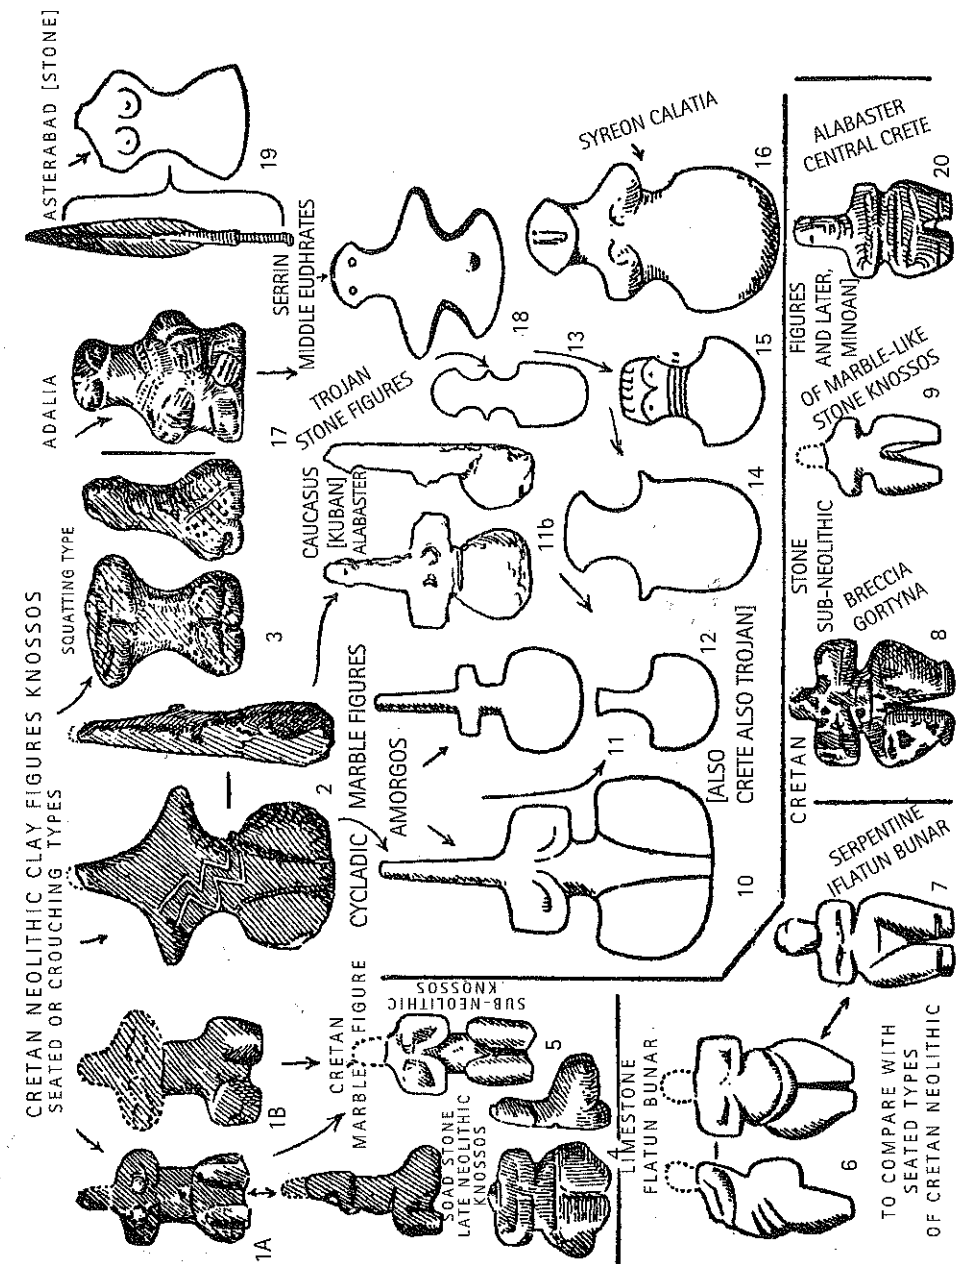 CRETAN NEOLITHIC CLAY FIGURES KNOSSOS
SEATED OR CROUCHING TYPES
SQUATTING TYPE
ADALIA
ASTERABAD [STONE]
1A
1B
2
3
17
19
SERRIN
MIDDLE EUDHRATES
CRETAN
MARBLE FIGURE
SUB-NEOLITHIC
KNOSSOS
SOAD STONE
LATE NEOLITHIC
KNOSSOS
4
5
CYCLADIC MARBLE FIGURES
AMORGOS
CAUCASUS
[KUBAN]
ALABASTER
TROJAN
STONE FIGURES
SYREON CALATIA
10
11
11b
12
13
14
15
16
18
[ALSO
CRETE ALSO TROJAN]
LIMESTONE
FLATUN BUNAR
6
TO COMPARE WITH
SEATED TYPES
OF CRETAN NEOLITHIC
SERPENTINE
IFLATUN BUNAR
17
CRETAN
STONE
SUB-NEOLITHIC
FIGURES
AND LATER,
MINOAN]
BRECCIA
GORTYNA
8
OF MARBLE-LIKE
STONE KNOSSOS
9
ALABASTER
CENTRAL CRETE
20